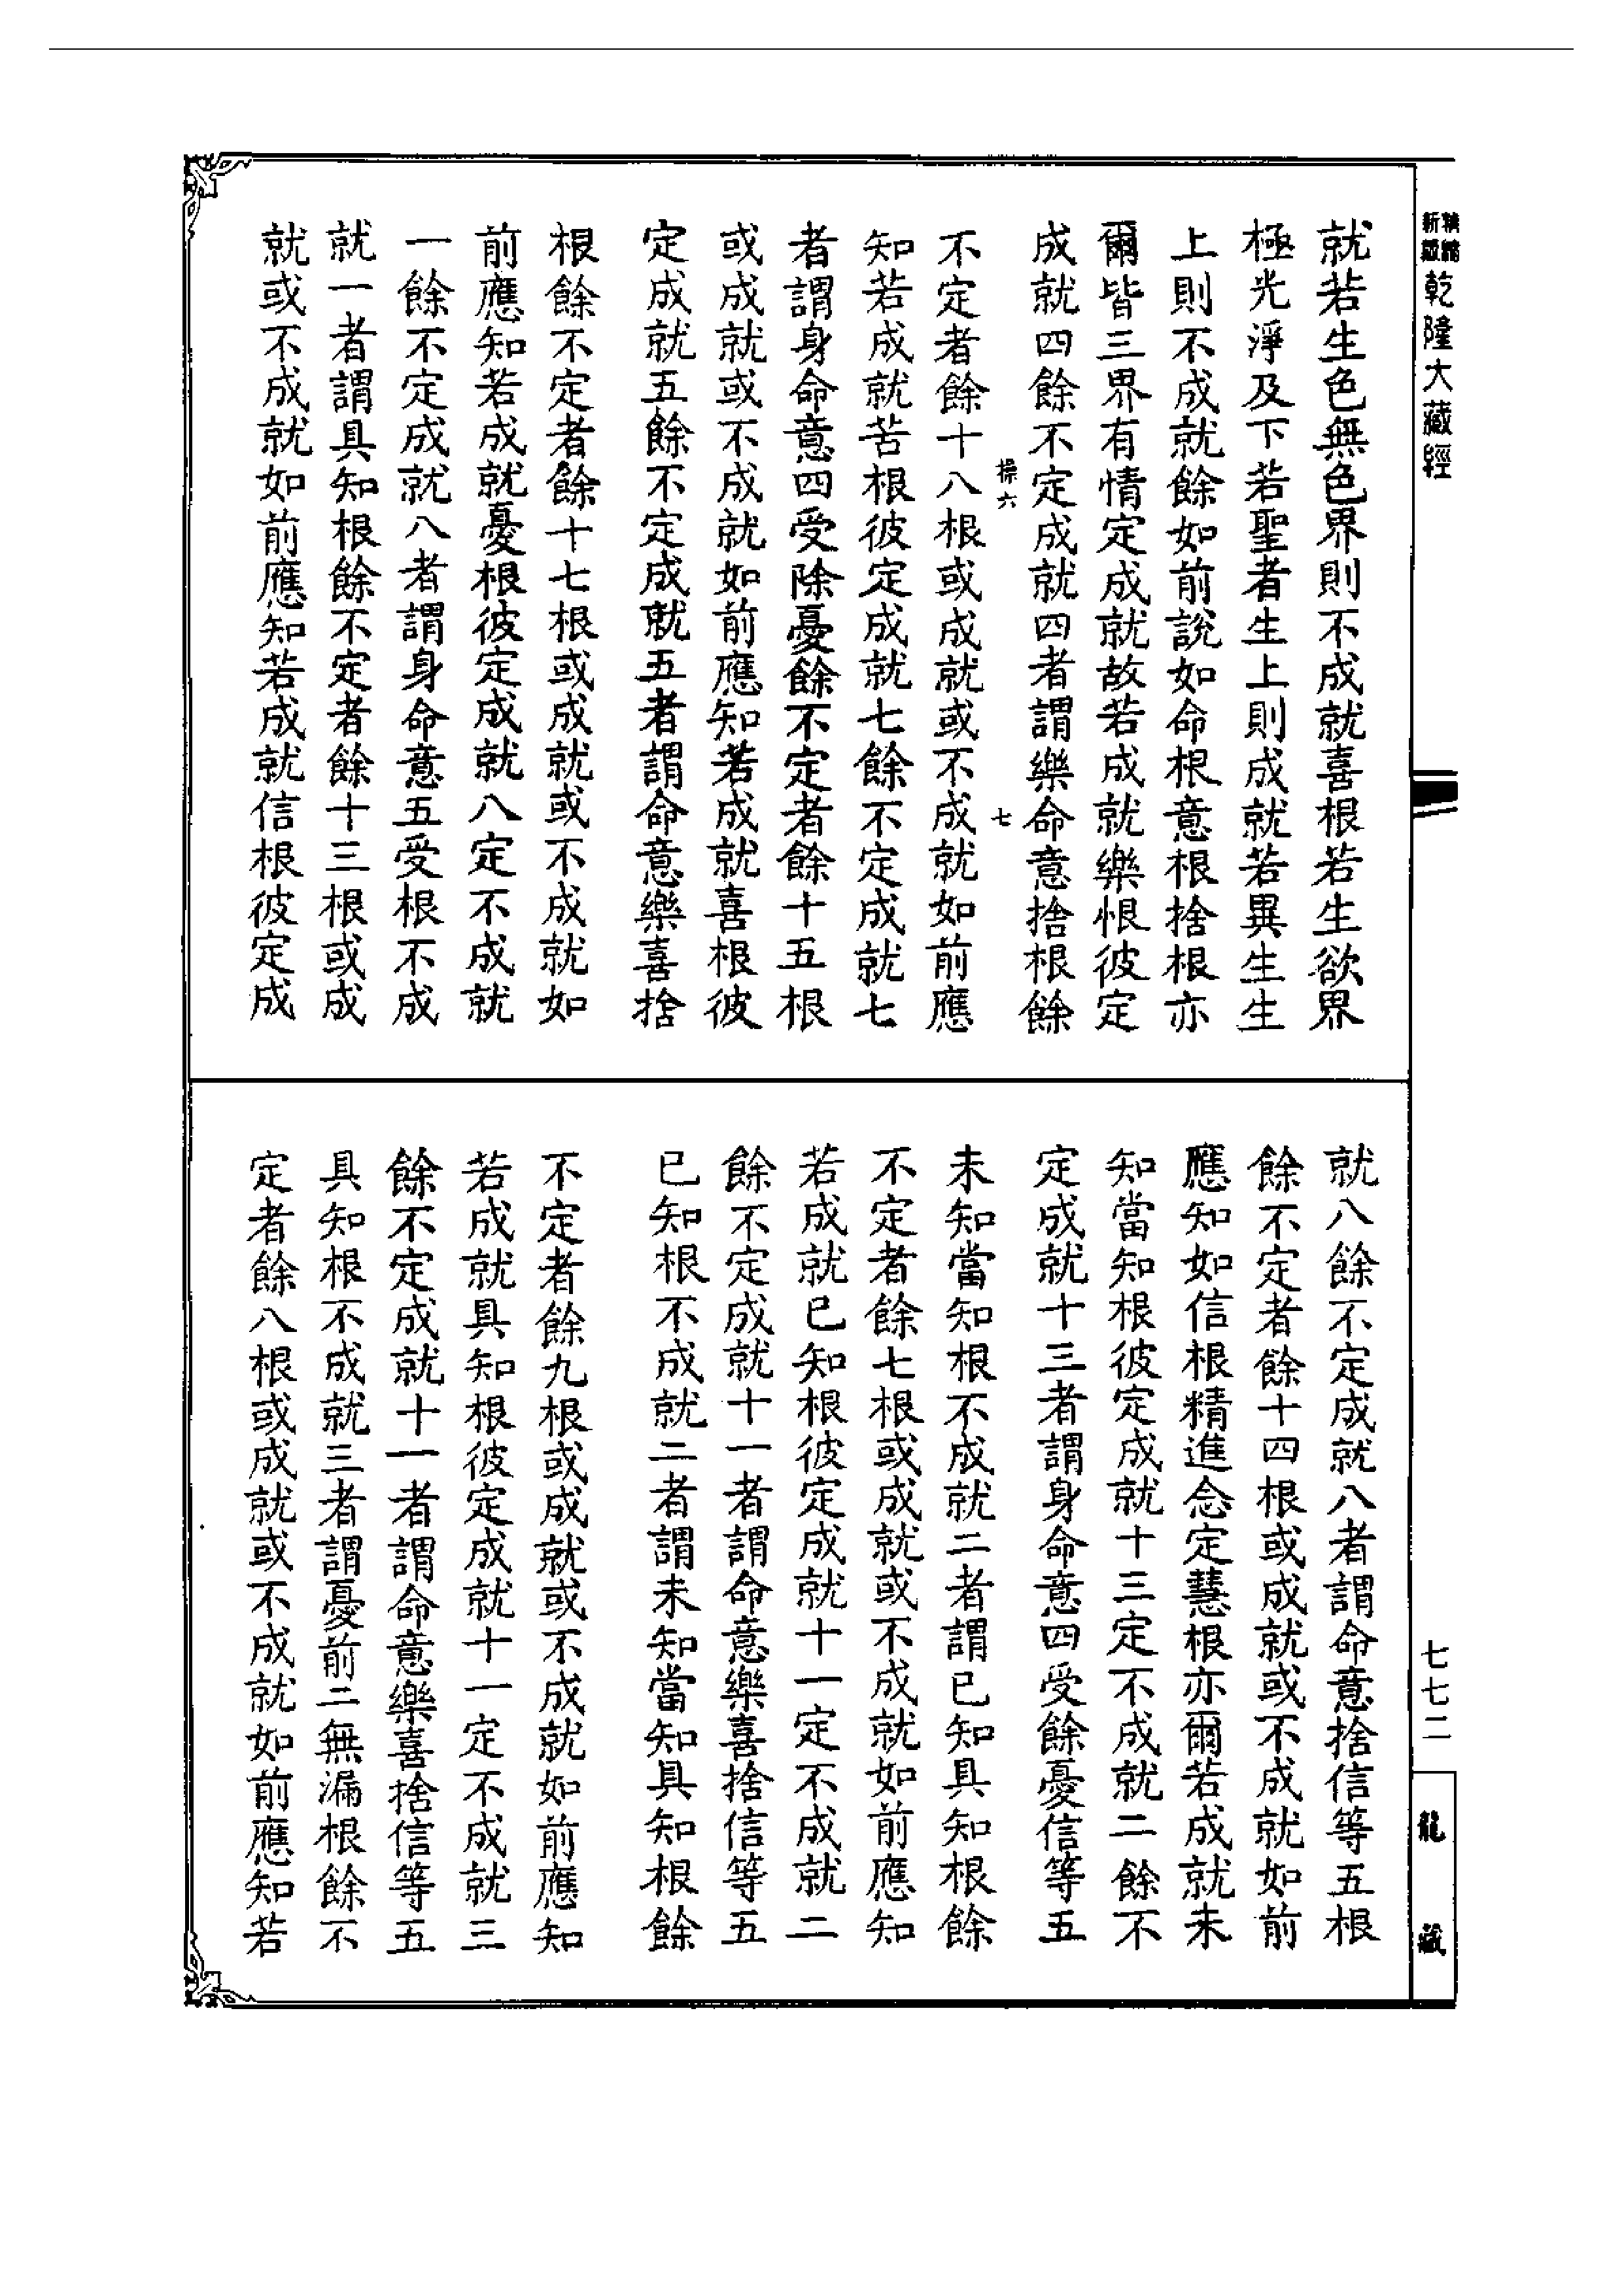 新纂縮藏
乾隆大藏經
就若生色無色界則不成就喜根若生欲界
極光淨及下若聖者生上則成就若異生生
上則不成就餘如前說如命根意根捨根亦
爾皆三界有情定成就故若成就樂恨彼定
成就四餘不定成就四者謂樂命意捨根餘
操六 七
不定者餘十八根或成就或不成就如前應
知若成就苦根彼定成就七餘不定成就七
者謂身命意四受除憂餘不定者餘十五根
或成就或不成就如前應知若成就喜根彼
定成就五餘不定成就五者謂命意樂喜捨
根餘不定者餘十七根或成就或不成就如
前應知若成就憂根彼定成就八定不成就
一餘不定成就八者謂身命意五受根不成
就一者謂具知根餘不定者餘十三根或成
就或不成就如前應知若成就信根彼定成
就八餘不定成就八者謂命意捨信等五根
餘不定者餘十四根或成就或不成就如前
應知如信根精進念定慧根亦爾若成就未
知當知根彼定成就十三定不成就二餘不
定成就十三者謂身命意四受餘憂信等五
未知當知根不成就二者謂已知具知根餘
不定者餘七根或成就或不成就如前應知
若成就已知根彼定成就十一定不成就二
餘不定成就十一者謂命意樂喜捨信等五
已知根不成就二者謂未知當知具知根餘
不定者餘九根或成就或不成就如前應知
若成就具知根彼定成就十一定不成就三
餘不定成就十一者謂命意樂喜捨信等五
具知根不成就三者謂憂前二無漏根餘不
定者餘八根或成就或不成就如前應知若
七七二
龍藏